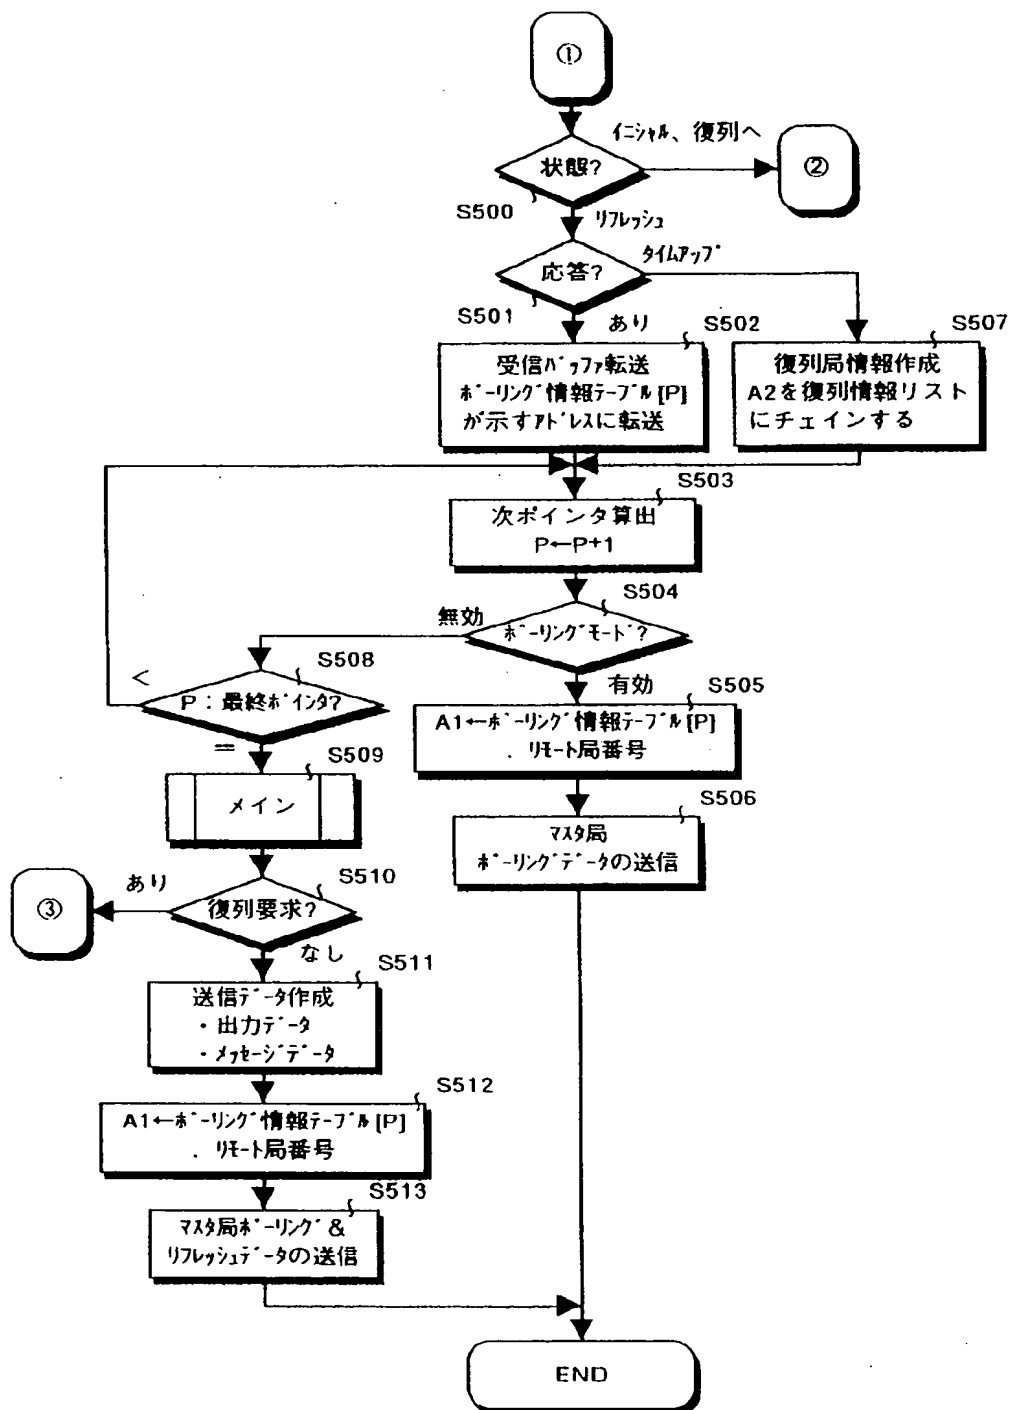 ①
イニシャル、復列へ
状態?
②
S500
リフレッシュ
タイムアップ
応答?
S501
あり
S502
S507
受信バッファ転送
ポーリング情報テーブル[P]
が示すアドレスに転送
復列局情報作成
A2を復列情報リスト
にチェインする
S503
次ポインタ算出
P←P+1
S504
無効
ポーリングモード?
S508
<
有効
S505
P:最終ポインタ?
A1←ポーリング情報テーブル[P]
. リモート局番号
==
S509
メイン
S506
マスタ局
ポーリングデータの送信
あり
S510
③
復列要求?
なし
S511
送信データ作成
・出力データ
・メッセージデータ
S512
A1←ポーリング情報テーブル[P]
. リモート局番号
S513
マスタ局ポーリング&
リフレッシュデータの送信
END